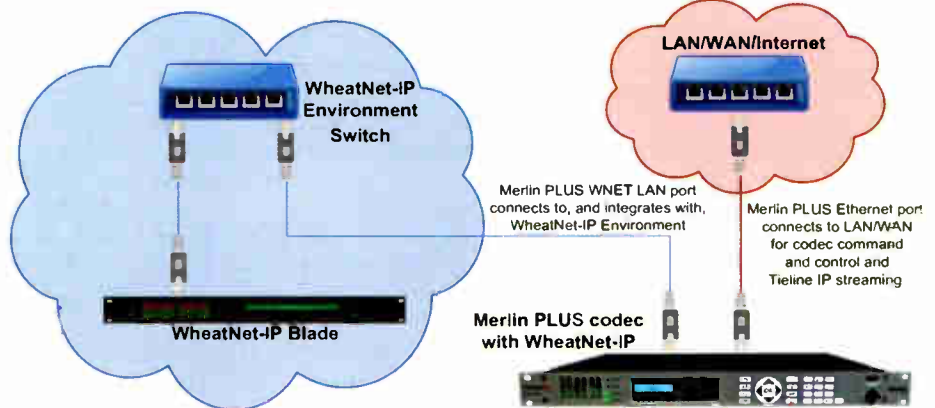 WheatNet-IP
Environment
Switch
LAN/WAN/Internet
Merlin PLUS WNET LAN port
connects to, and integrates with,
WheatNet-IP Environment
Merlin PLUS Ethernet port
connects to LAN/WAN
for codec command
and control and
Tieline IP streaming
WheatNet-IP Blade
Merlin PLUS codec
with WheatNet-IP